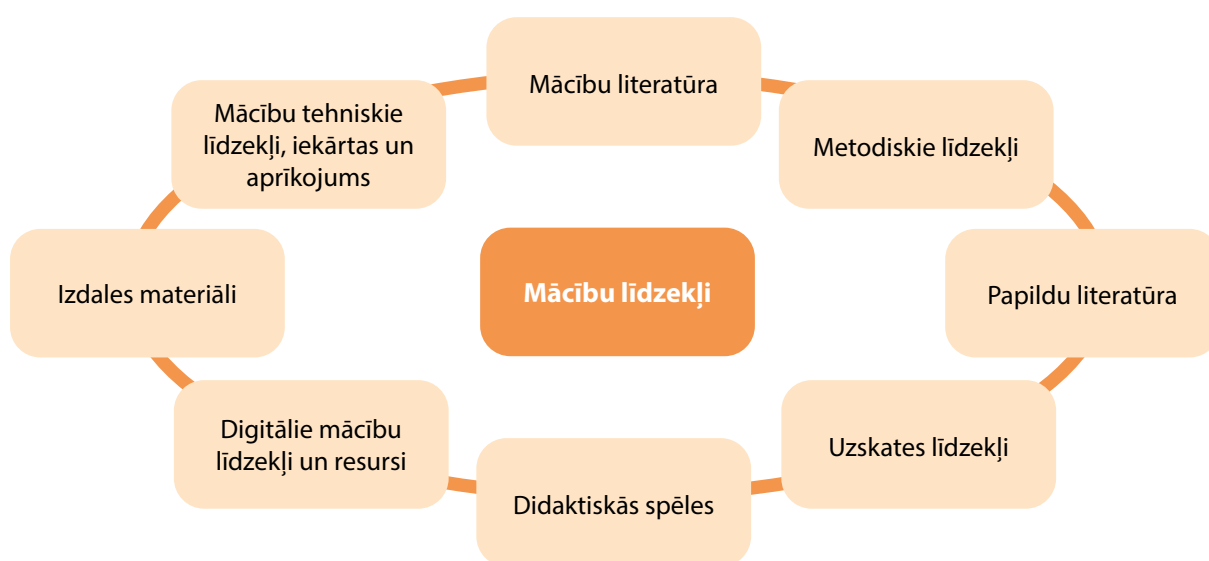 Mācību literatūra
Mācību tehniskie
līdzekļi, iekārtas un
aprīkojums
Metodiskie līdzekļi
Izdales materiāli
Mācību līdzekļi
Papildu literatūra
Digitālie mācību
līdzekļi un resursi
Uzskates līdzekļi
Didaktiskās spēles